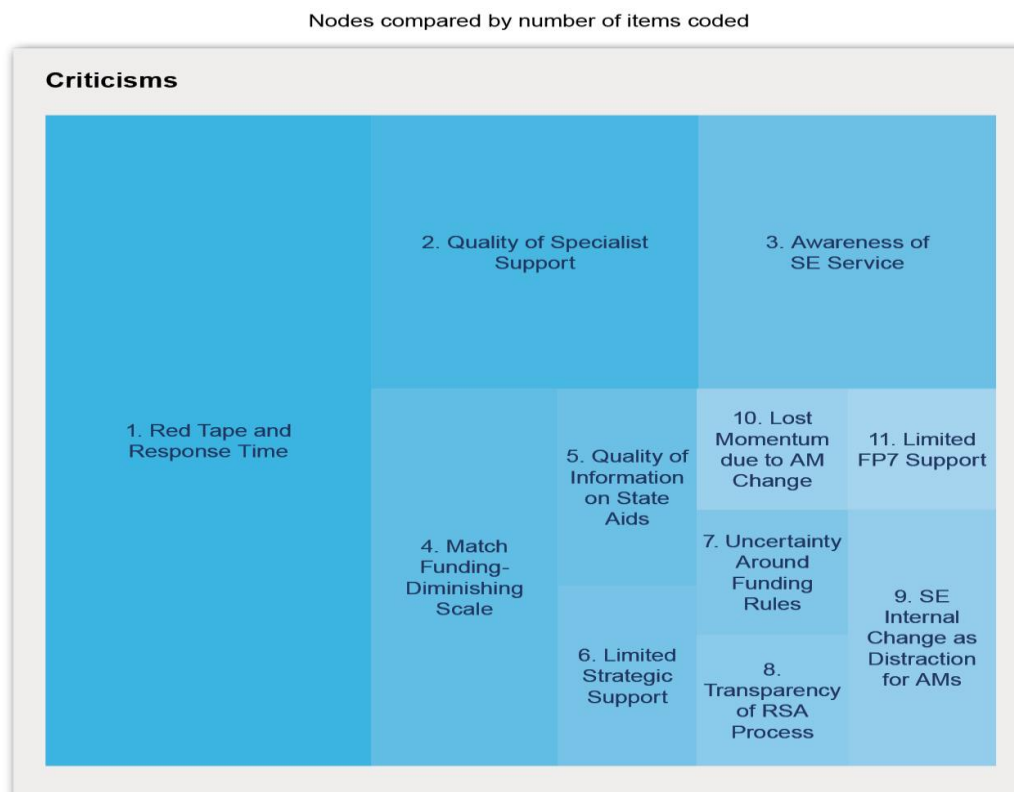 Nodes compared by number of items coded
Criticisms
1. Red Tape and
Response Time
2. Quality of Specialist
Support
3. Awareness of
SE Service
4. Match
Funding-
Diminishing
Scale
5. Quality of
Information
on State
Aids
6. Limited
Strategic
Support
10. Lost
Momentum
due to AM
Change
11. Limited
FP7 Support
7. Uncertainty
Around
Funding
Rules
8.
Transparency
of RSA
Process
9. SE
Internal
Change as
Distraction
for AMs